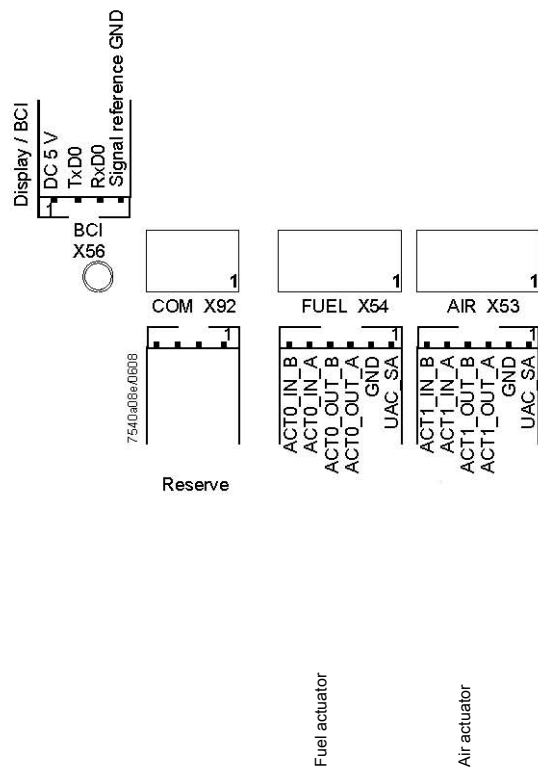 Display / BCI
DC 5 V
TxD0
RxD0
Signal reference GND
1
BCI
X56
1
1
1
COM X92
FUEL X54
AIR X53
1
1
1
7540a08e/0608
ACT0_IN_B
ACT0_IN_A
ACT0_OUT_B
ACT0_OUT_A
GND
UAC_SA
ACT1_IN_B
ACT1_IN_A
ACT1_OUT_B
ACT1_OUT_A
GND
UAC_SA
Reserve
Fuel actuator
Air actuator